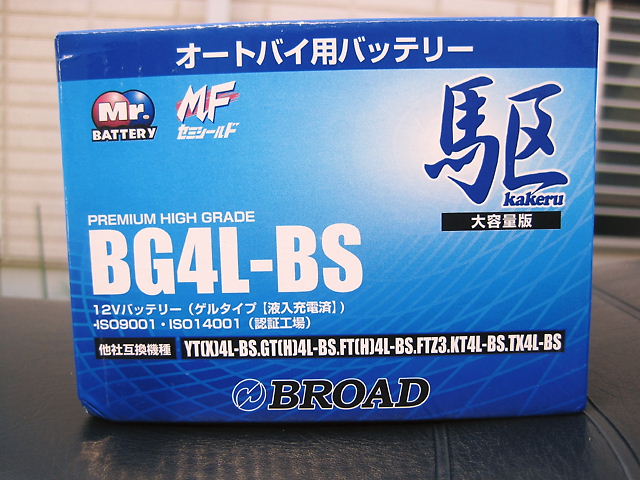 オートバイ用バッテリー
Mr.
BATTERY
MF
セミシールド
駆
kakeru
大容量版
PREMIUM HIGH GRADE
BG4L-BS
12Vバッテリー（ゲルタイプ【液入充電済】）
・ISO9001・ISO14001（認証工場）
他社互換機種 YT(X)4L-BS.GT(H)4L-BS.FT(H)4L-BS.FTZ3.KT4L-BS.TX4L-BS
BROAD